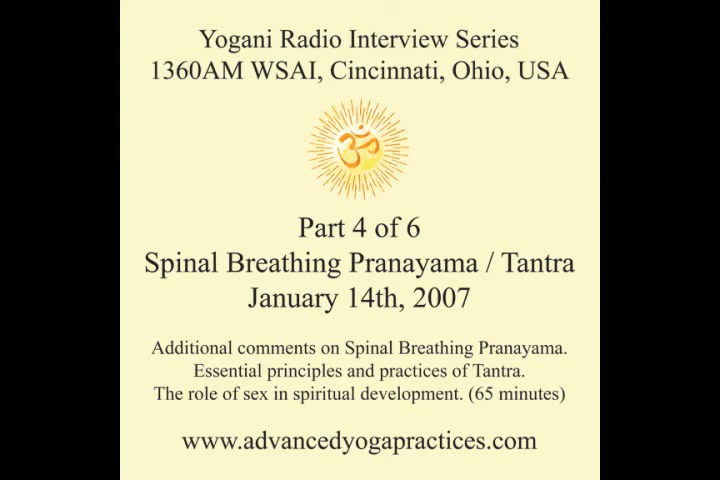 Yogani Radio Interview Series
1360AM WSAI, Cincinnati, Ohio, USA
ॐ
Part 4 of 6
Spinal Breathing Pranayama / Tantra
January 14th, 2007
Additional comments on Spinal Breathing Pranayama.
Essential principles and practices of Tantra.
The role of sex in spiritual development. (65 minutes)
www.advancedyogapractices.com